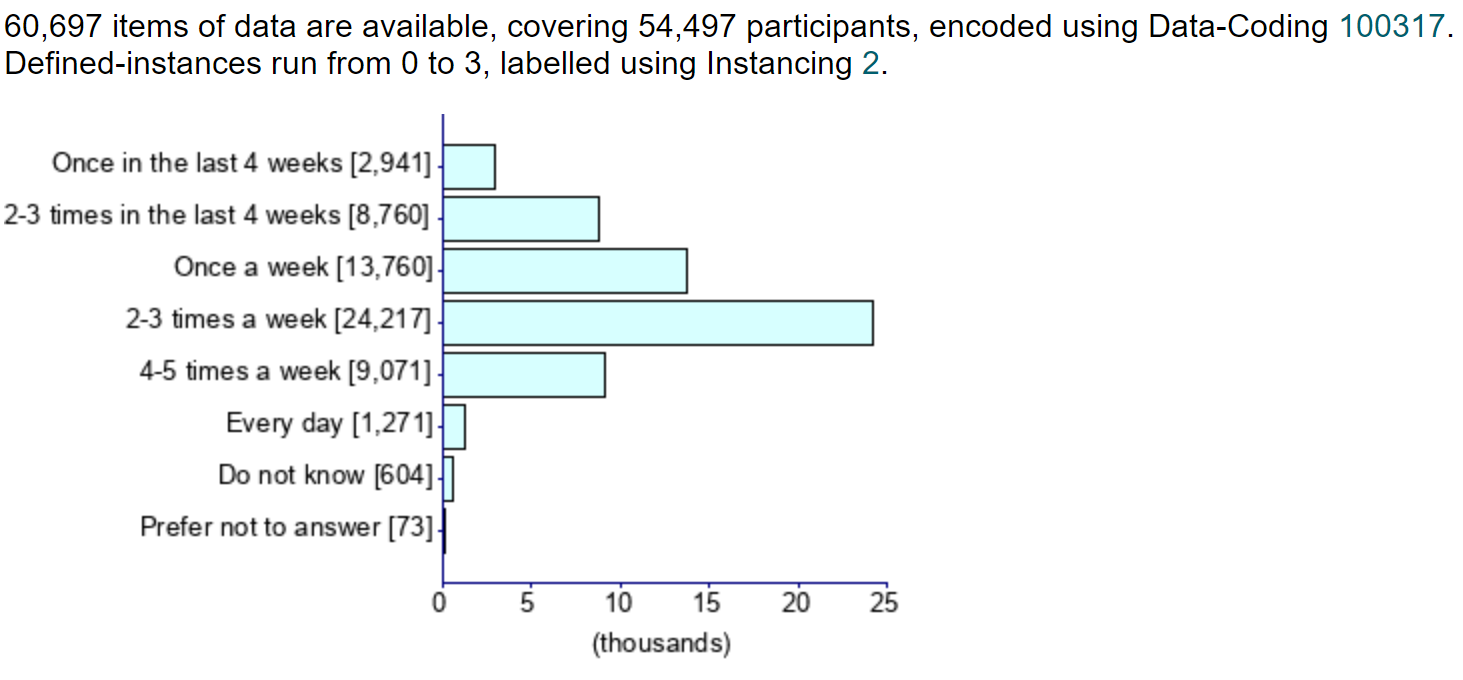 60,697 items of data are available, covering 54,497 participants, encoded using Data-Coding 100317.
Defined-instances run from 0 to 3, labelled using Instancing 2.
Once in the last 4 weeks [2,941]
2-3 times in the last 4 weeks [8,760]
Once a week [13,760]
2-3 times a week [24,217]
4-5 times a week [9,071]
Every day [1,271]
Do not know [604]
Prefer not to answer [73]
0 5 10 15 20 25
(thousands)